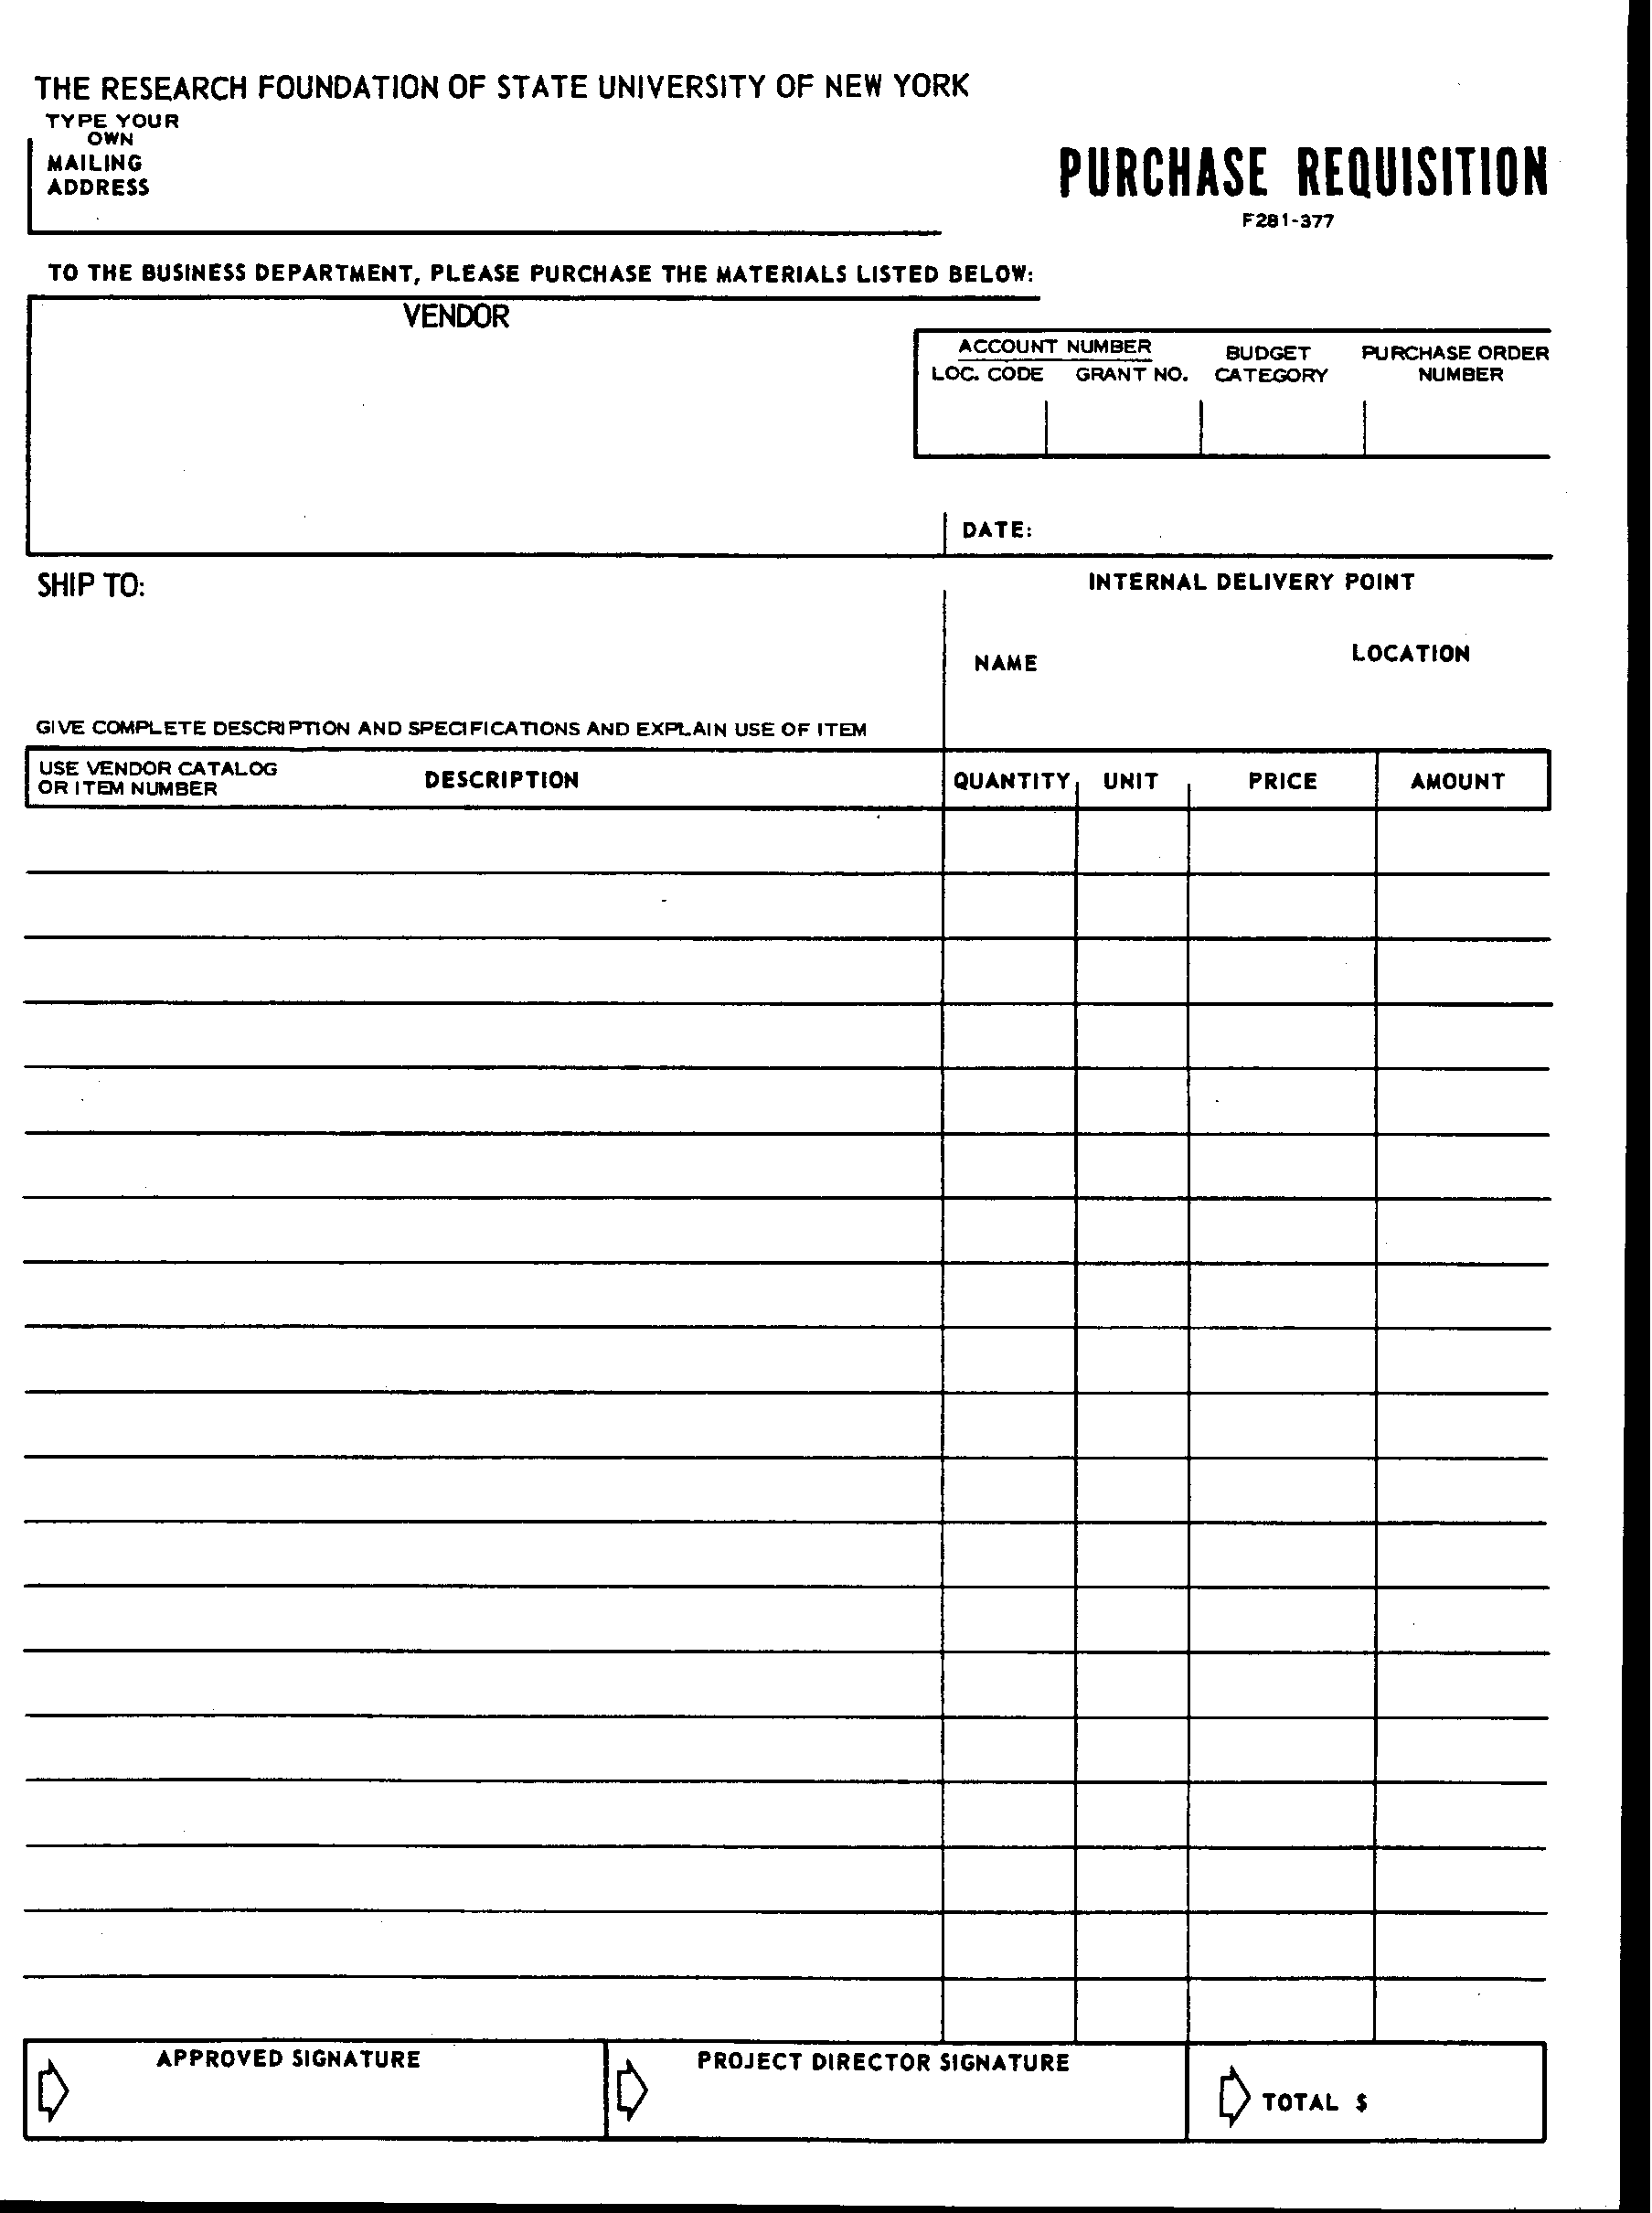 THE RESEARCH FOUNDATION OF STATE UNIVERSITY OF NEW YORK
TYPE YOUR
OWN
MAILING
ADDRESS
PURCHASE REQUISITION
F281-377
TO THE BUSINESS DEPARTMENT, PLEASE PURCHASE THE MATERIALS LISTED BELOW:
VENDOR
ACCOUNT NUMBER
LOC. CODE GRANT NO.
BUDGET
CATEGORY
PURCHASE ORDER
NUMBER
DATE:
SHIP TO:
INTERNAL DELIVERY POINT
NAME
LOCATION
GIVE COMPLETE DESCRIPTION AND SPECIFICATIONS AND EXPLAIN USE OF ITEM
USE VENDOR CATALOG
OR ITEM NUMBER
DESCRIPTION
QUANTITY
UNIT
PRICE
AMOUNT
APPROVED SIGNATURE
PROJECT DIRECTOR SIGNATURE
TOTAL $